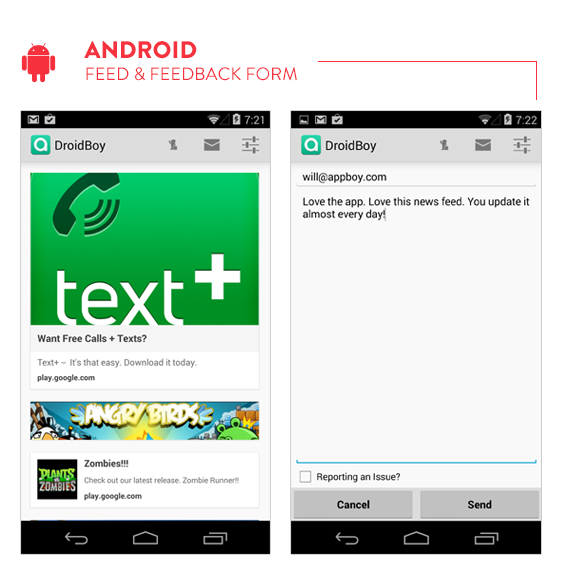 ANDROID
FEED & FEEDBACK FORM
7:21
DroidBoy
text+
Want Free Calls + Texts?
Text+ – It's that easy. Download it today.
play.google.com
ANGRY BIRDS
PLANTS
VS
ZOMBIES
Zombies!!!
Check out our latest release. Zombie Runner!!
play.google.com
7:22
DroidBoy
will@appboy.com
Love the app. Love this news feed. You update it
almost every day!
Reporting an Issue?
Cancel
Send